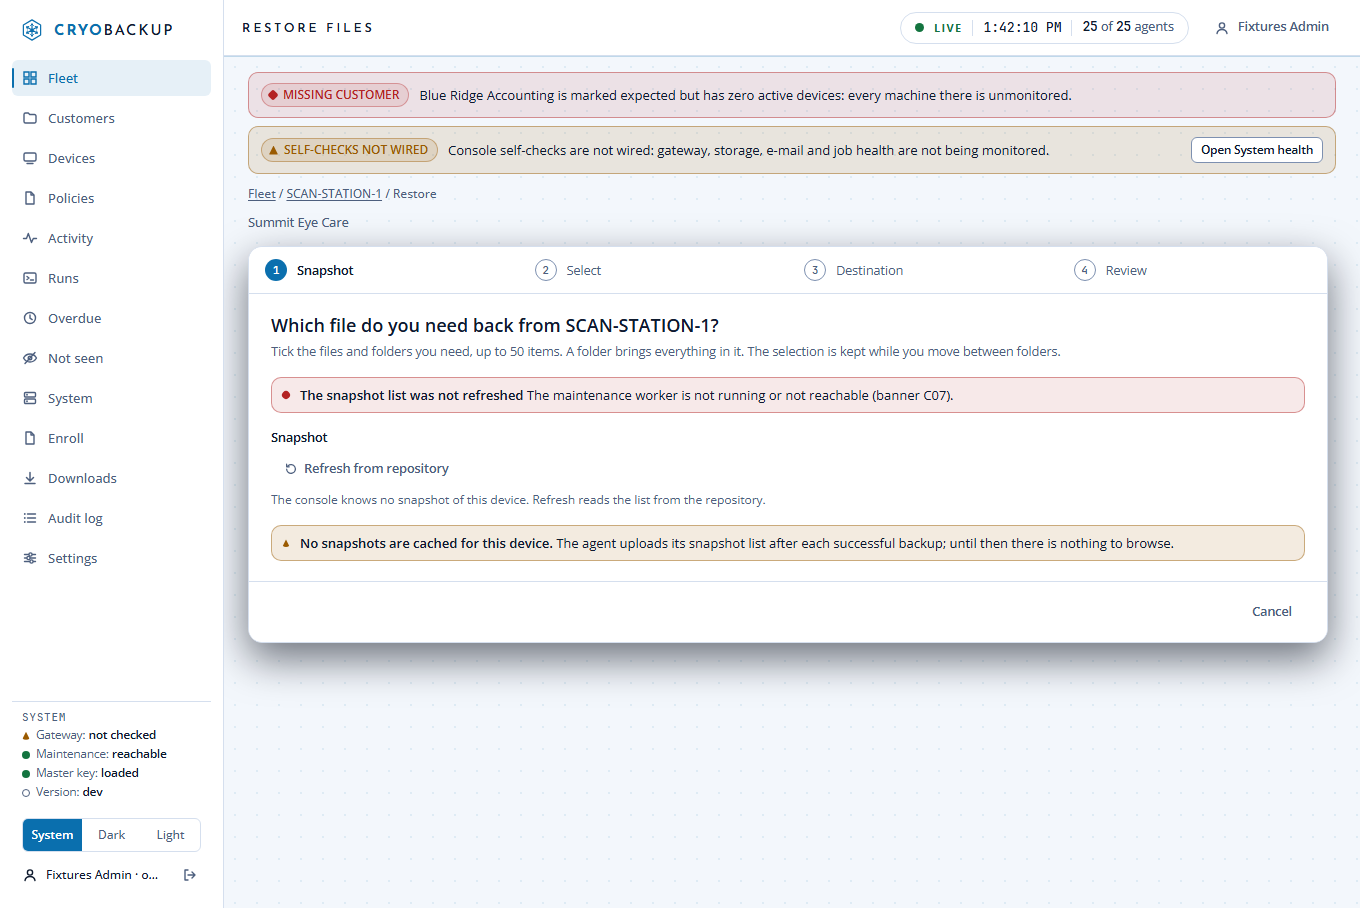 CRYOBACKUP
RESTORE FILES
LIVE 1:42:10 PM 25 of 25 agents
Fixtures Admin
Fleet
Customers
Devices
Policies
Activity
Runs
Overdue
Not seen
System
Enroll
Downloads
Audit log
Settings
MISSING CUSTOMER Blue Ridge Accounting is marked expected but has zero active devices: every machine there is unmonitored.
SELF-CHECKS NOT WIRED Console self-checks are not wired: gateway, storage, e-mail and job health are not being monitored. Open System health
Fleet / SCAN-STATION-1 / Restore
Summit Eye Care
1 Snapshot 2 Select 3 Destination 4 Review
Which file do you need back from SCAN-STATION-1?
Tick the files and folders you need, up to 50 items. A folder brings everything in it. The selection is kept while you move between folders.
The snapshot list was not refreshed The maintenance worker is not running or not reachable (banner C07).
Snapshot
Refresh from repository
The console knows no snapshot of this device. Refresh reads the list from the repository.
No snapshots are cached for this device. The agent uploads its snapshot list after each successful backup; until then there is nothing to browse.
Cancel
SYSTEM
Gateway: not checked
Maintenance: reachable
Master key: loaded
Version: dev
System Dark Light
Fixtures Admin · o...